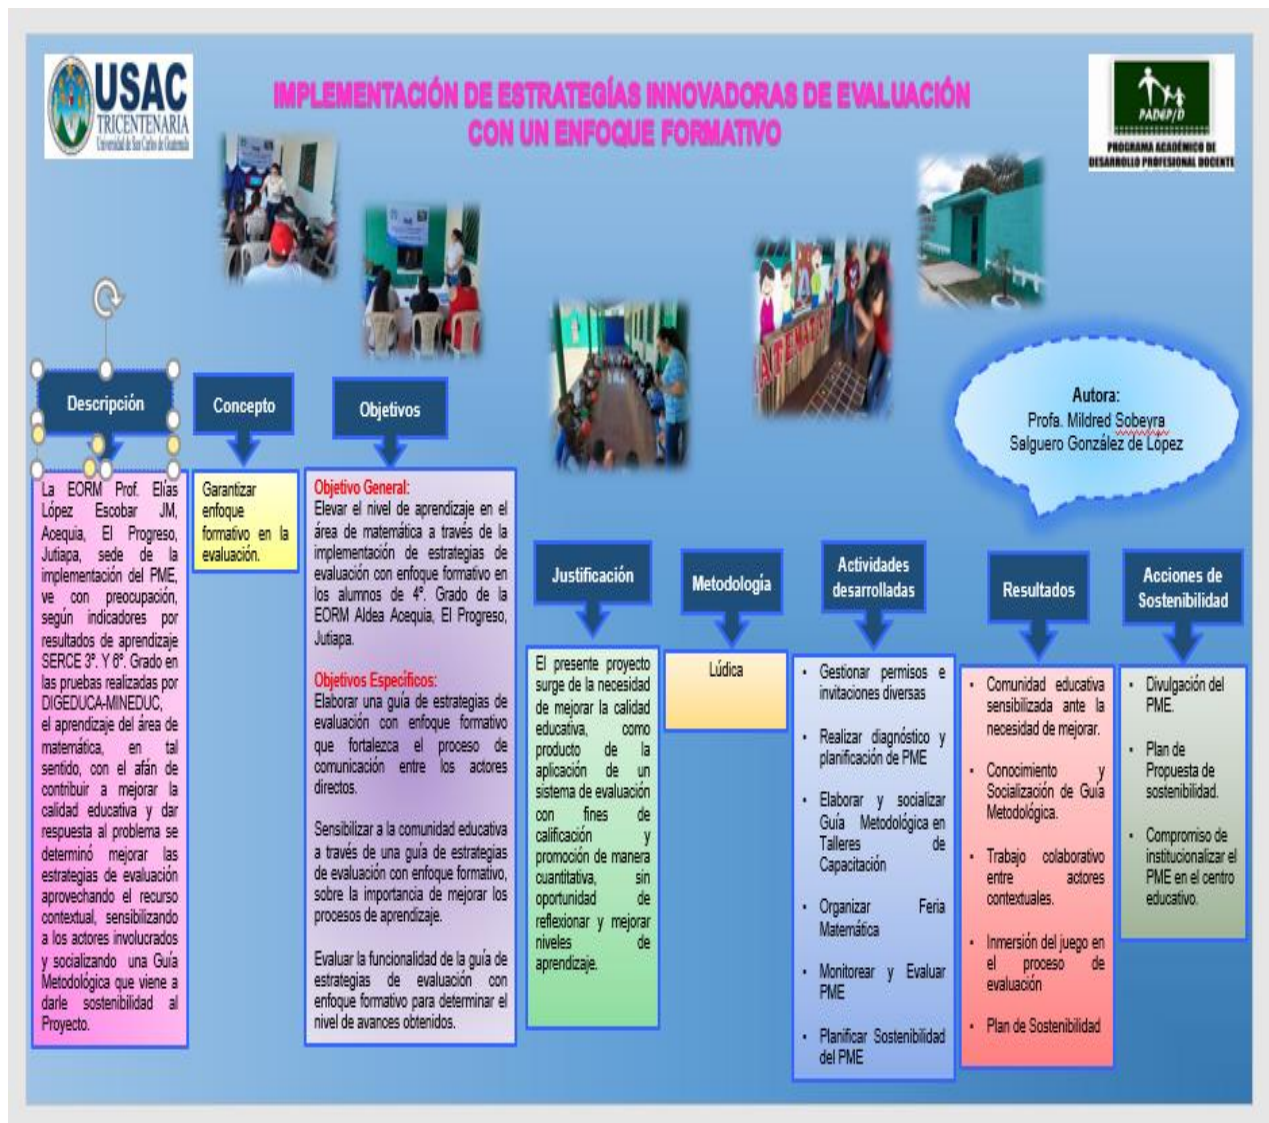 USAC
TRICENTENARIA
Universidad de San Carlos de Guatemala
IMPLEMENTACIÓN DE ESTRATEGÍAS INNOVADORAS DE EVALUACIÓN
CON UN ENFOQUE FORMATIVO
PADEP/D
PROGRAMA ACADÉMICO DE
DESARROLLO PROFESIONAL DOCENTE
Autora:
Profa. Mildred Sobeyra
Salguero González de López
Descripción
La EORM Prof. Elías
López Escobar JM,
Acequia, El Progreso,
Jutiapa, sede de la
implementación del PME,
ve con preocupación,
según indicadores por
resultados de aprendizaje
SERCE 3°. Y 6°. Grado en
las pruebas realizadas por
DIGEDUCA-MINEDUC,
el aprendizaje del área de
matemática, en tal
sentido, con el afán de
contribuir a mejorar la
calidad educativa y dar
respuesta al problema se
determinó mejorar las
estrategias de evaluación
aprovechando el recurso
contextual, sensibilizando
a los actores involucrados
y socializando una Guía
Metodológica que viene a
darle sostenibilidad al
Proyecto.
Concepto
Garantizar
enfoque
formativo en la
evaluación.
Objetivos
Objetivo General:
Elevar el nivel de aprendizaje en el
área de matemática a través de la
implementación de estrategias de
evaluación con enfoque formativo en
los alumnos de 4°. Grado de la
EORM Aldea Acequia, El Progreso,
Jutiapa.
Objetivos Específicos:
Elaborar una guía de estrategias de
evaluación con enfoque formativo
que fortalezca el proceso de
comunicación entre los actores
directos.
Sensibilizar a la comunidad educativa
a través de una guía de estrategias
de evaluación con enfoque formativo,
sobre la importancia de mejorar los
procesos de aprendizaje.
Evaluar la funcionalidad de la guía de
estrategias de evaluación con
enfoque formativo para determinar el
nivel de avances obtenidos.
Justificación
El presente proyecto
surge de la necesidad
de mejorar la calidad
educativa, como
producto de la
aplicación de un
sistema de evaluación
con fines de
calificación y
promoción de manera
cuantitativa, sin
oportunidad de
reflexionar y mejorar
niveles de
aprendizaje.
Metodología
Lúdica
Actividades
desarrolladas
• Gestionar permisos e
invitaciones diversas
• Realizar diagnóstico y
planificación de PME
• Elaborar y socializar
Guía Metodológica en
Talleres de
Capacitación
• Organizar Feria
Matemática
• Monitorear y Evaluar
PME
• Planificar Sostenibilidad
del PME
Resultados
• Comunidad educativa
sensibilizada ante la
necesidad de mejorar.
• Conocimiento y
Socialización de Guía
Metodológica.
• Trabajo colaborativo
entre actores
contextuales.
• Inmersión del juego en
el proceso de
evaluación
• Plan de Sostenibilidad
Acciones de
Sostenibilidad
• Divulgación del
PME.
• Plan de
Propuesta de
sostenibilidad.
• Compromiso de
institucionalizar el
PME en el centro
educativo.